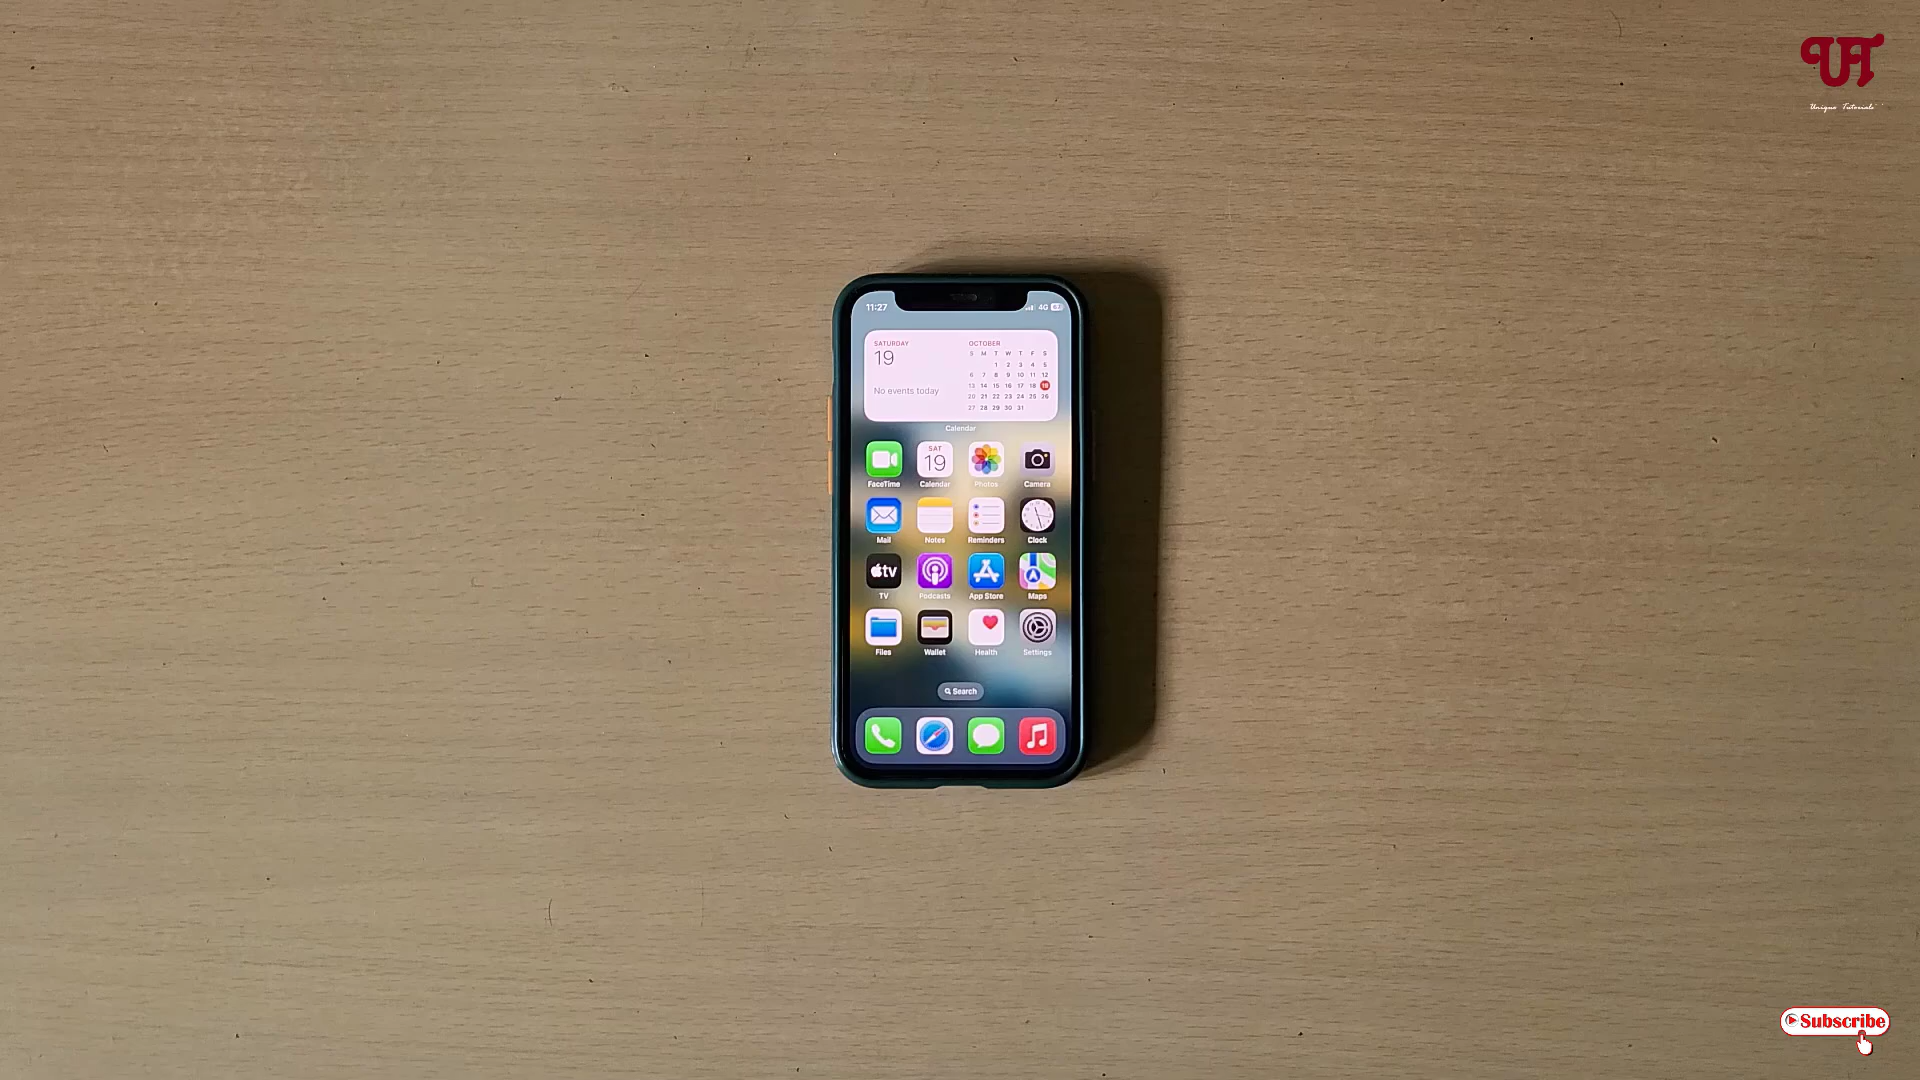 UT
Unique Tutorials
11:27
4G
SATURDAY
19
No events today
OCTOBER
S M T W T F S
1 2 3 4 5
6 7 8 9 10 11 12
13 14 15 16 17 18 19
20 21 22 23 24 25 26
27 28 29 30 31
Calendar
SAT
19
FaceTime Calendar Photos Camera
Mail Notes Reminders Clock
tv
TV Podcasts App Store Maps
Files Wallet Health Settings
Search
Subscribe